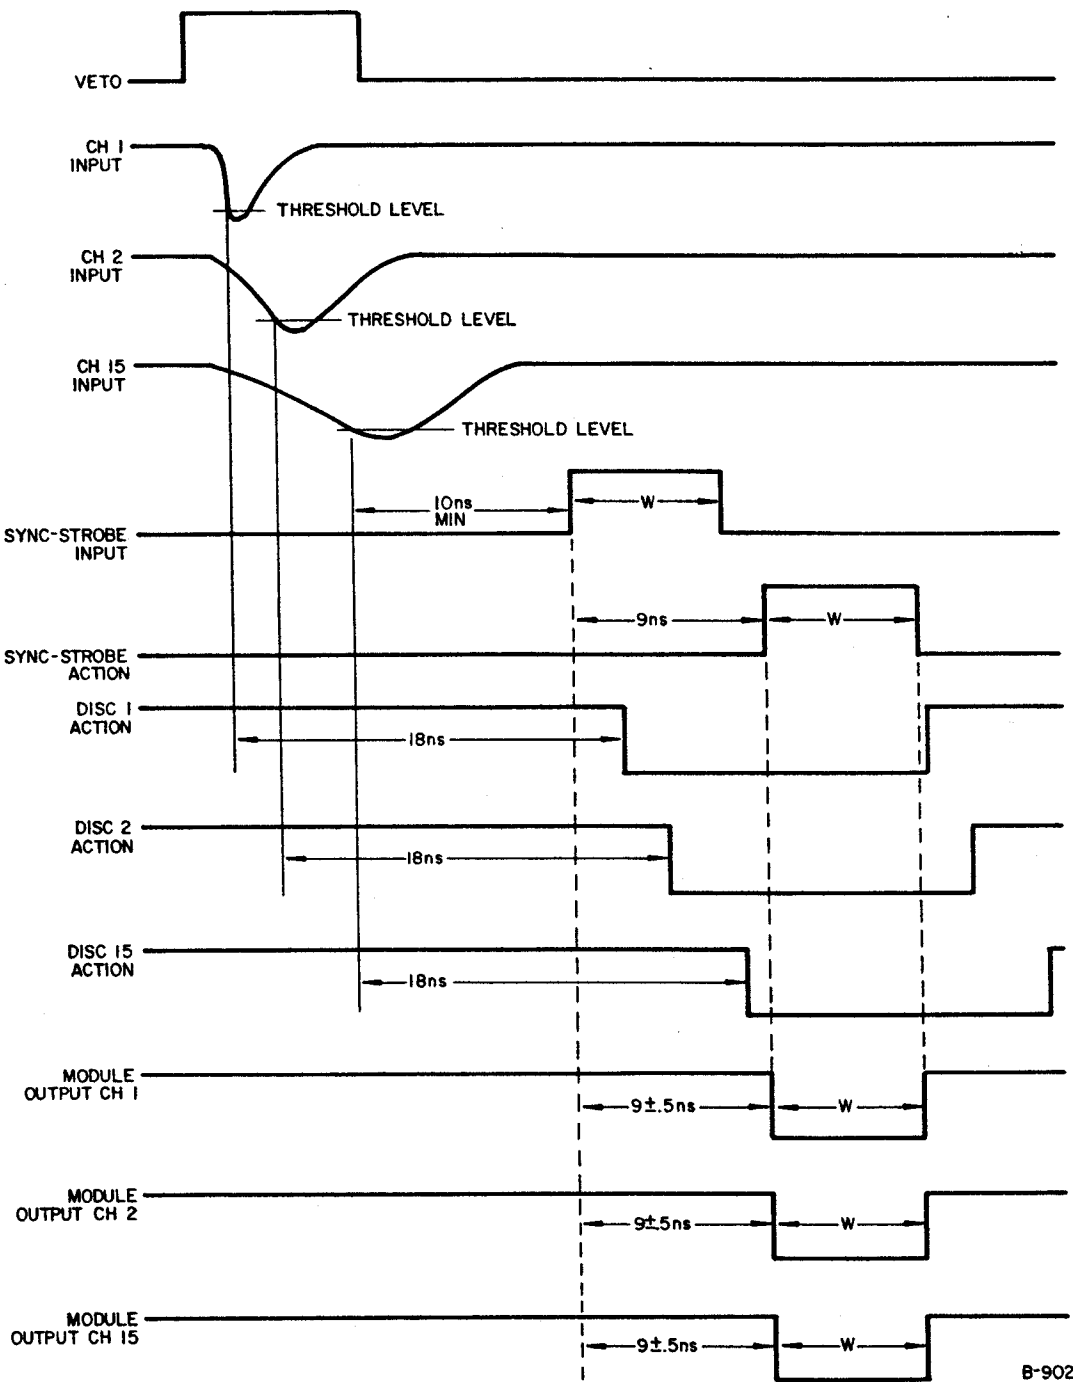 VETO
CH 1
INPUT
THRESHOLD LEVEL
CH 2
INPUT
THRESHOLD LEVEL
CH 15
INPUT
THRESHOLD LEVEL
10ns
MIN
W
SYNC-STROBE
INPUT
9ns
W
SYNC-STROBE
ACTION
DISC 1
ACTION
18ns
DISC 2
ACTION
18ns
DISC 15
ACTION
18ns
MODULE
OUTPUT CH 1
9±.5ns
W
MODULE
OUTPUT CH 2
9±.5ns
W
MODULE
OUTPUT CH 15
9±.5ns
W
B-902